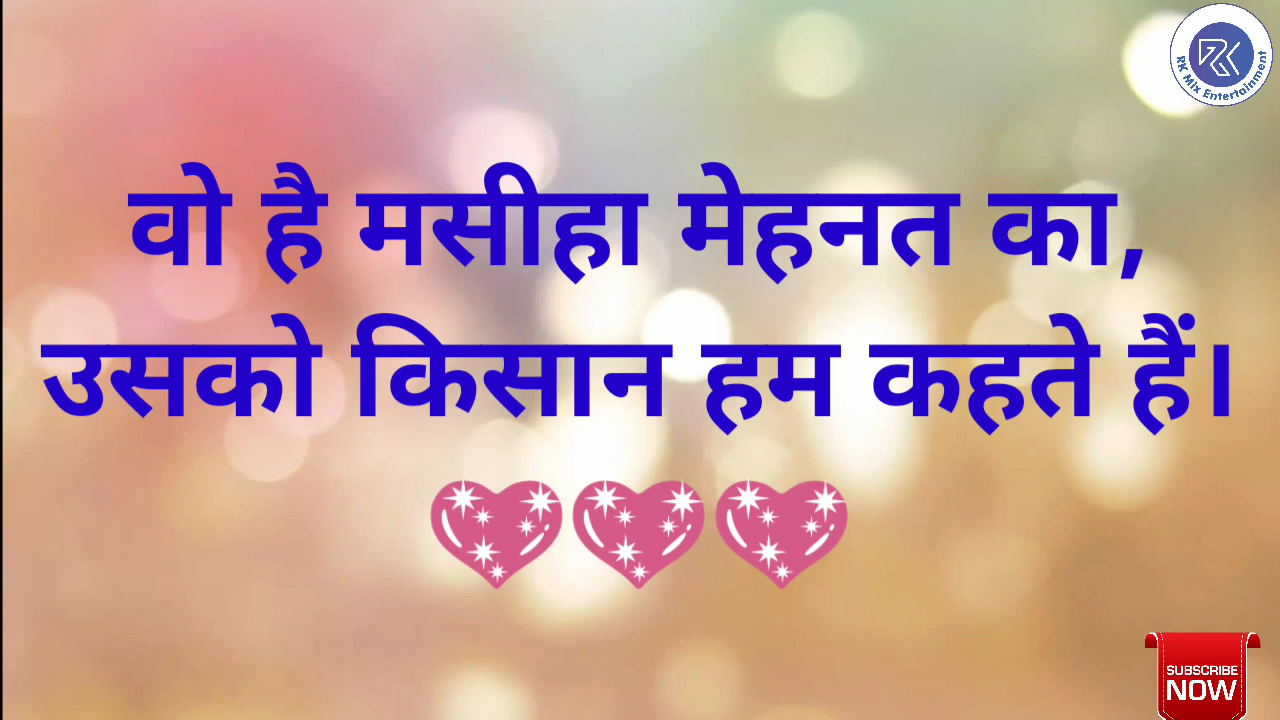 RK Mix Entertainment
वो है मसीहा मेहनत का,
उसको किसान हम कहते हैं।
SUBSCRIBE
NOW